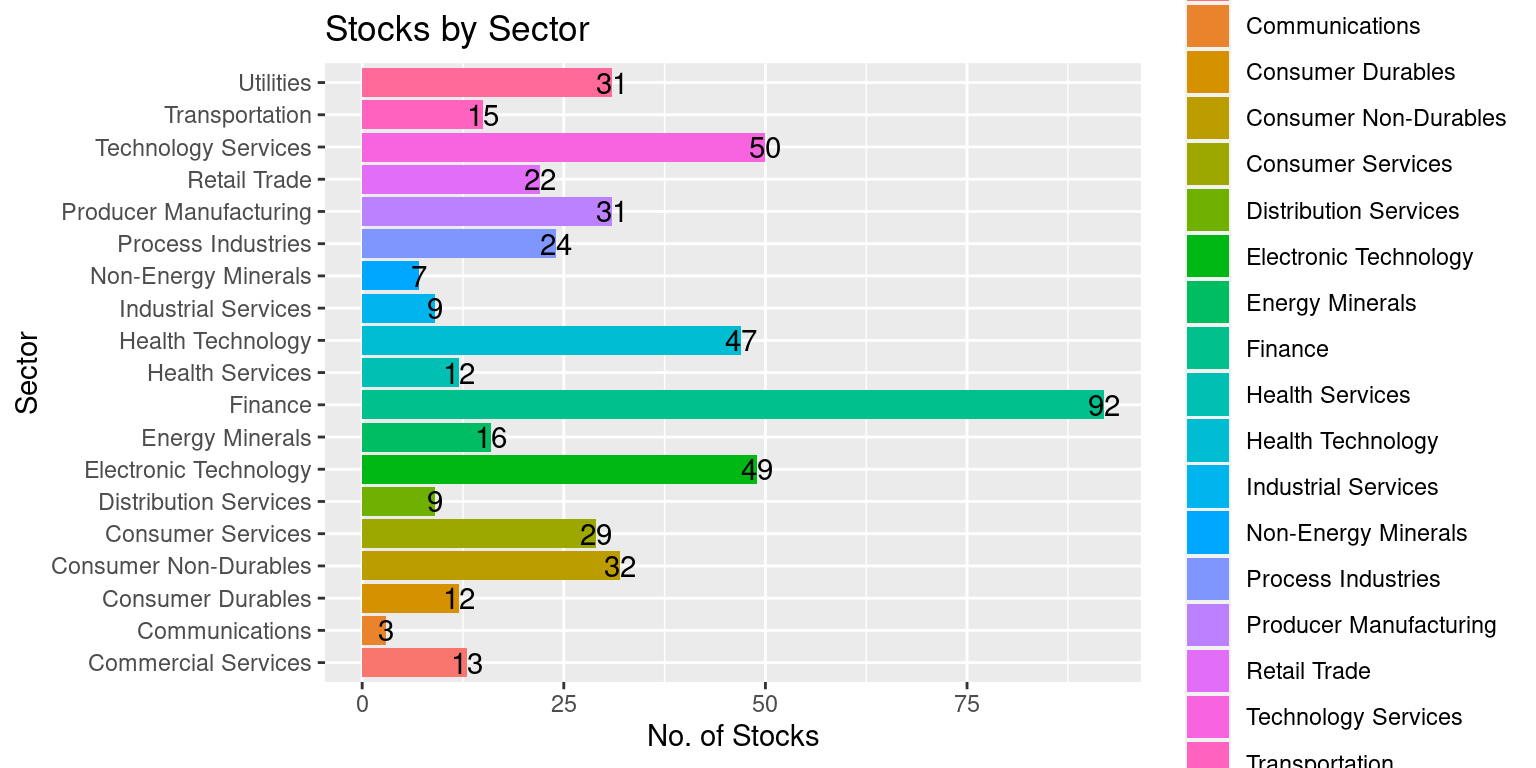 Stocks by Sector
Sector
Utilities 31
Transportation 15
Technology Services 50
Retail Trade 22
Producer Manufacturing 31
Process Industries 24
Non-Energy Minerals 7
Industrial Services 9
Health Technology 47
Health Services 12
Finance 92
Energy Minerals 16
Electronic Technology 49
Distribution Services 9
Consumer Services 29
Consumer Non-Durables 32
Consumer Durables 12
Communications 3
Commercial Services 13
0 25 50 75
No. of Stocks
Communications
Consumer Durables
Consumer Non-Durables
Consumer Services
Distribution Services
Electronic Technology
Energy Minerals
Finance
Health Services
Health Technology
Industrial Services
Non-Energy Minerals
Process Industries
Producer Manufacturing
Retail Trade
Technology Services
Transportation